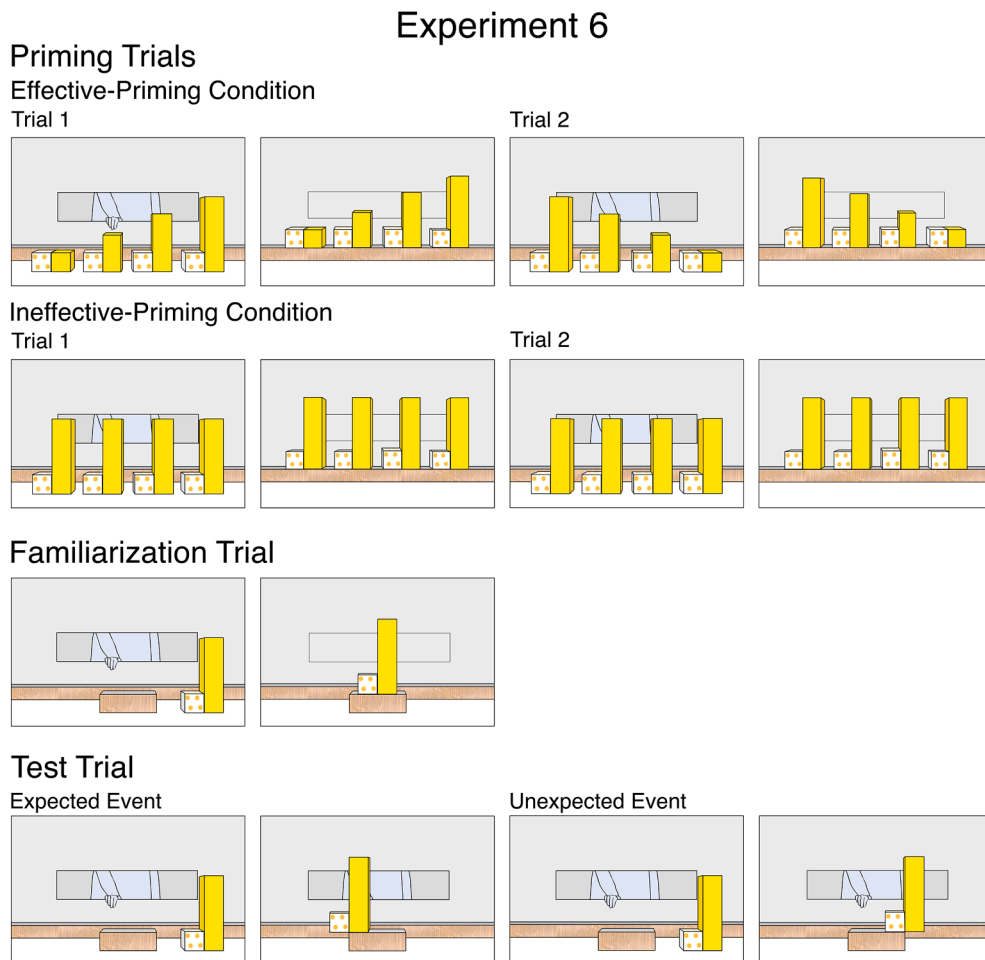 Experiment 6
Priming Trials
Effective-Priming Condition
Trial 1
Trial 2
Ineffective-Priming Condition
Trial 1
Trial 2
Familiarization Trial
Test Trial
Expected Event
Unexpected Event